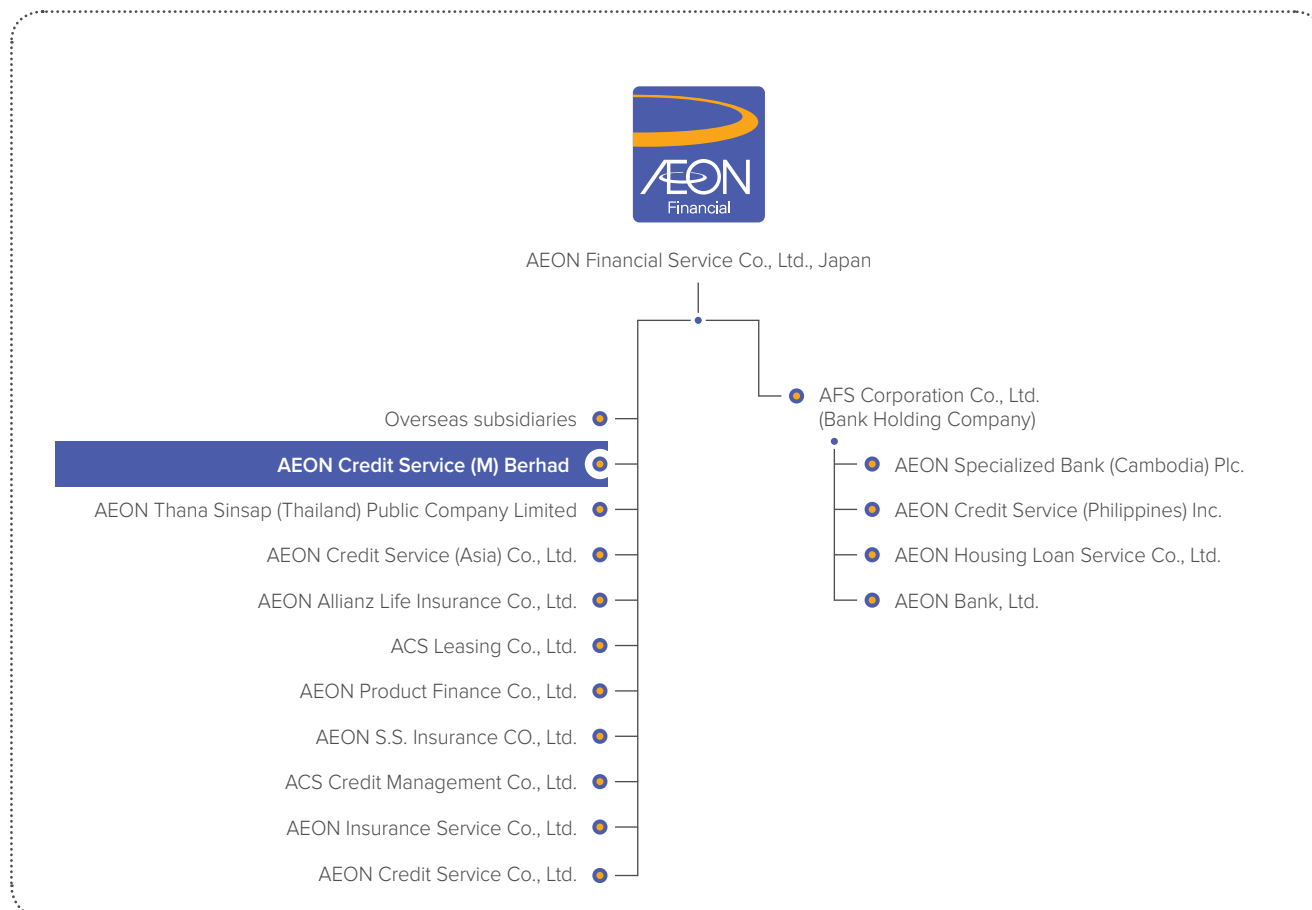 ÆON
Financial
AEON Financial Service Co., Ltd., Japan
Overseas subsidiaries
AEON Credit Service (M) Berhad
AEON Thana Sinsap (Thailand) Public Company Limited
AEON Credit Service (Asia) Co., Ltd.
AEON Allianz Life Insurance Co., Ltd.
ACS Leasing Co., Ltd.
AEON Product Finance Co., Ltd.
AEON S.S. Insurance CO., Ltd.
ACS Credit Management Co., Ltd.
AEON Insurance Service Co., Ltd.
AEON Credit Service Co., Ltd.
AFS Corporation Co., Ltd.
(Bank Holding Company)
AEON Specialized Bank (Cambodia) Plc.
AEON Credit Service (Philippines) Inc.
AEON Housing Loan Service Co., Ltd.
AEON Bank, Ltd.